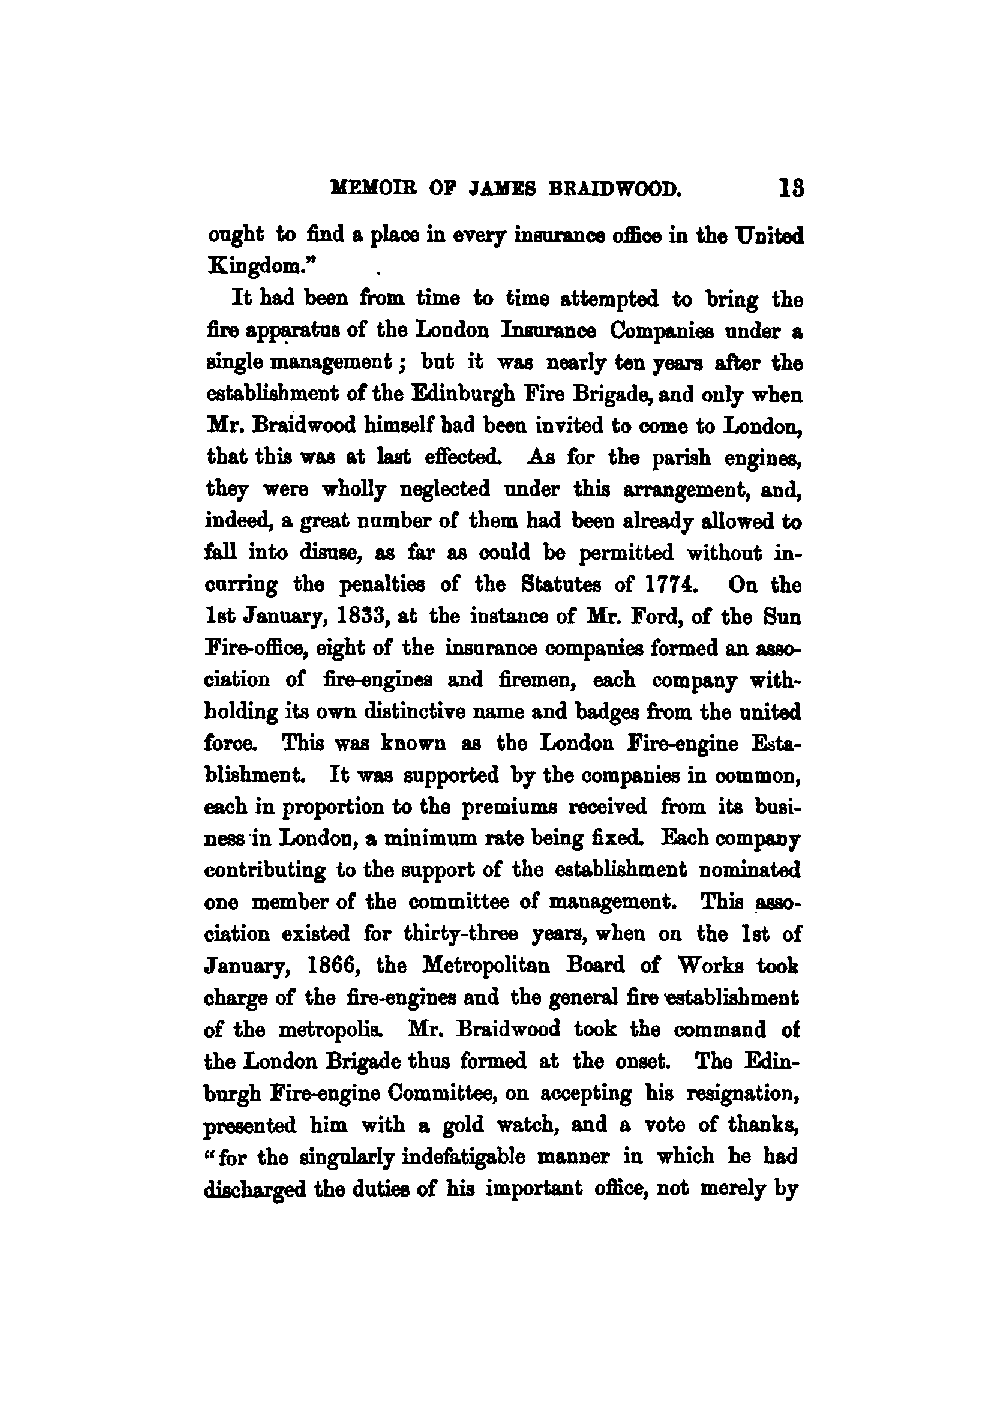 MEMOIR OF JAMES BRAIDWOOD. 13
ought to find a place in every insurance office in the United
Kingdom."
It had been from time to time attempted to bring the
fire apparatus of the London Insurance Companies under a
single management; but it was nearly ten years after the
establishment of the Edinburgh Fire Brigade, and only when
Mr. Braidwood himself had been invited to come to London,
that this was at last effected. As for the parish engines,
they were wholly neglected under this arrangement, and,
indeed, a great number of them had been already allowed to
fall into disuse, as far as could be permitted without in-
curring the penalties of the Statutes of 1774. On the
1st January, 1833, at the instance of Mr. Ford, of the Sun
Fire-office, eight of the insurance companies formed an asso-
ciation of fire-engines and firemen, each company with-
holding its own distinctive name and badges from the united
force. This was known as the London Fire-engine Esta-
blishment. It was supported by the companies in common,
each in proportion to the premiums received from its busi-
ness in London, a minimum rate being fixed. Each company
contributing to the support of the establishment nominated
one member of the committee of management. This asso-
ciation existed for thirty-three years, when on the 1st of
January, 1866, the Metropolitan Board of Works took
charge of the fire-engines and the general fire establishment
of the metropolis. Mr. Braidwood took the command of
the London Brigade thus formed at the onset. The Edin-
burgh Fire-engine Committee, on accepting his resignation,
presented him with a gold watch, and a vote of thanks,
"for the singularly indefatigable manner in which he had
discharged the duties of his important office, not merely by